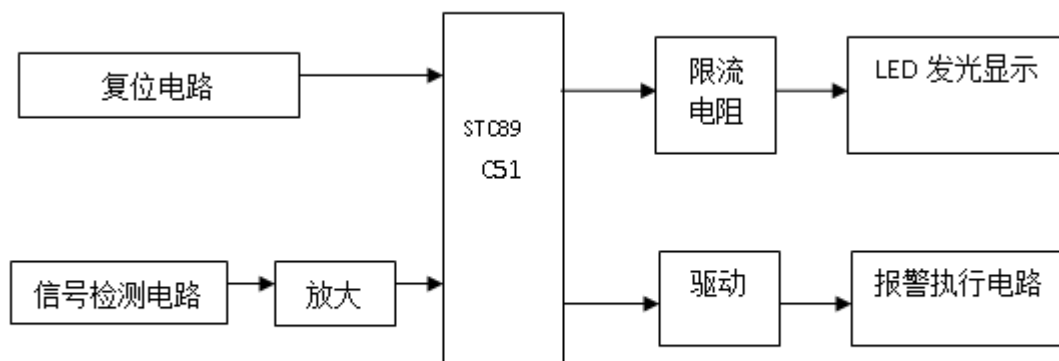 复位电路
STC89
C51
限流
电阻
LED 发光显示
信号检测电路
放大
驱动
报警执行电路